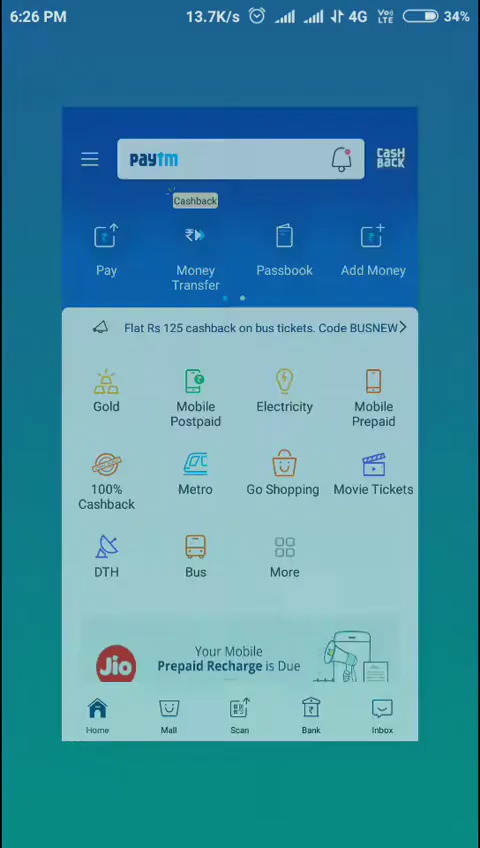 6:26 PM 13.7K/s 4G Vo) LTE 34%
paytm CASH BACK
Cashback
Pay Money Transfer Passbook Add Money
Flat Rs 125 cashback on bus tickets. Code BUSNEW
Gold Mobile Postpaid Electricity Mobile Prepaid
100% Cashback Metro Go Shopping Movie Tickets
DTH Bus More
Jio Your Mobile
Prepaid Recharge is Due
Home Mall Scan Bank Inbox